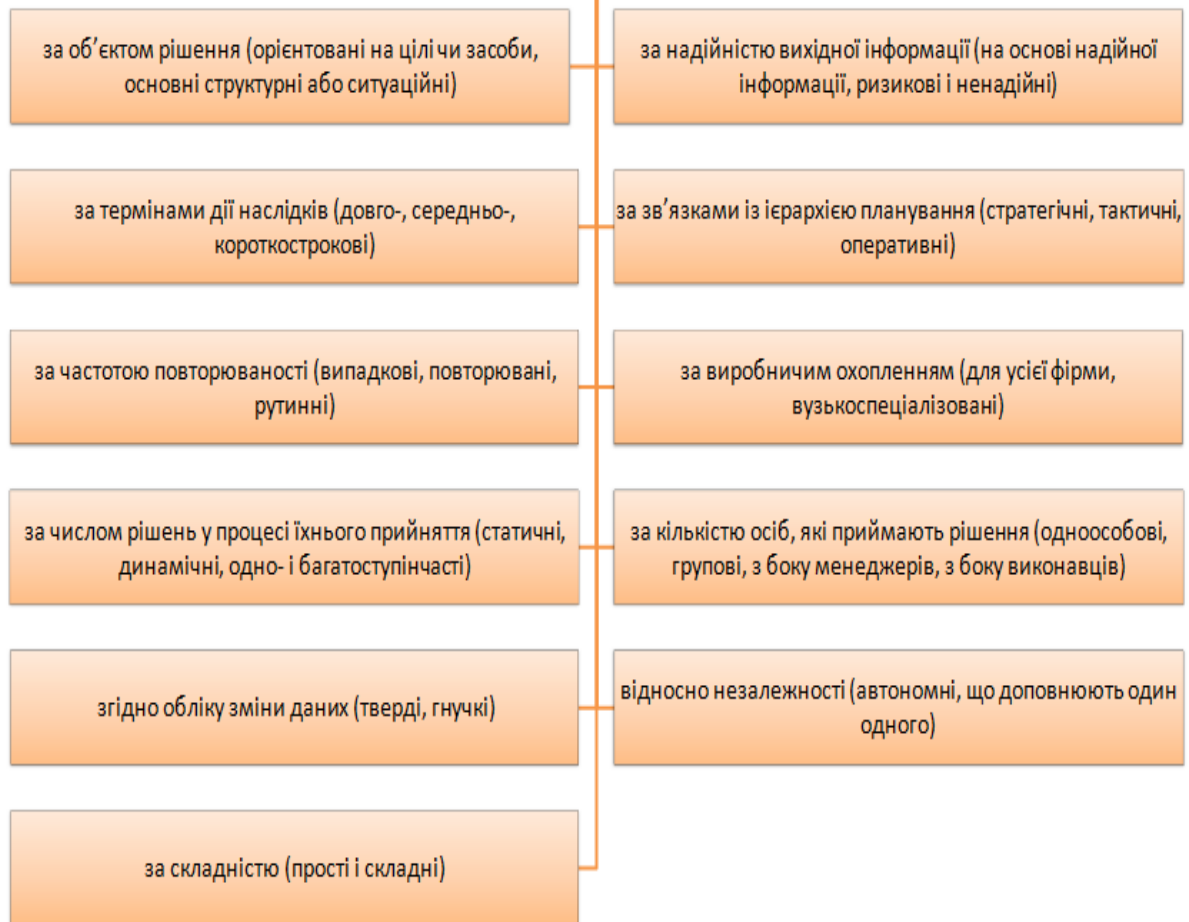 за об’єктом рішення (орієнтовані на цілі чи засоби,
основні структурні або ситуаційні)
за надійністю вихідної інформації (на основі надійної
інформації, ризикові і ненадійні)
за термінами дії наслідків (довго-, середньо-,
короткострокові)
за зв’язками із ієрархією планування (стратегічні, тактичні,
оперативні)
за частотою повторюваності (випадкові, повторювані,
рутинні)
за виробничим охопленням (для усієї фірми,
вузькоспеціалізовані)
за числом рішень у процесі їхнього прийняття (статичні,
динамічні, одно- і багатоступінчасті)
за кількістю осіб, які приймають рішення (одноособові,
групові, з боку менеджерів, з боку виконавців)
згідно обліку зміни даних (тверді, гнучкі)
відносно незалежності (автономні, що доповнюють один
одного)
за складністю (прості і складні)